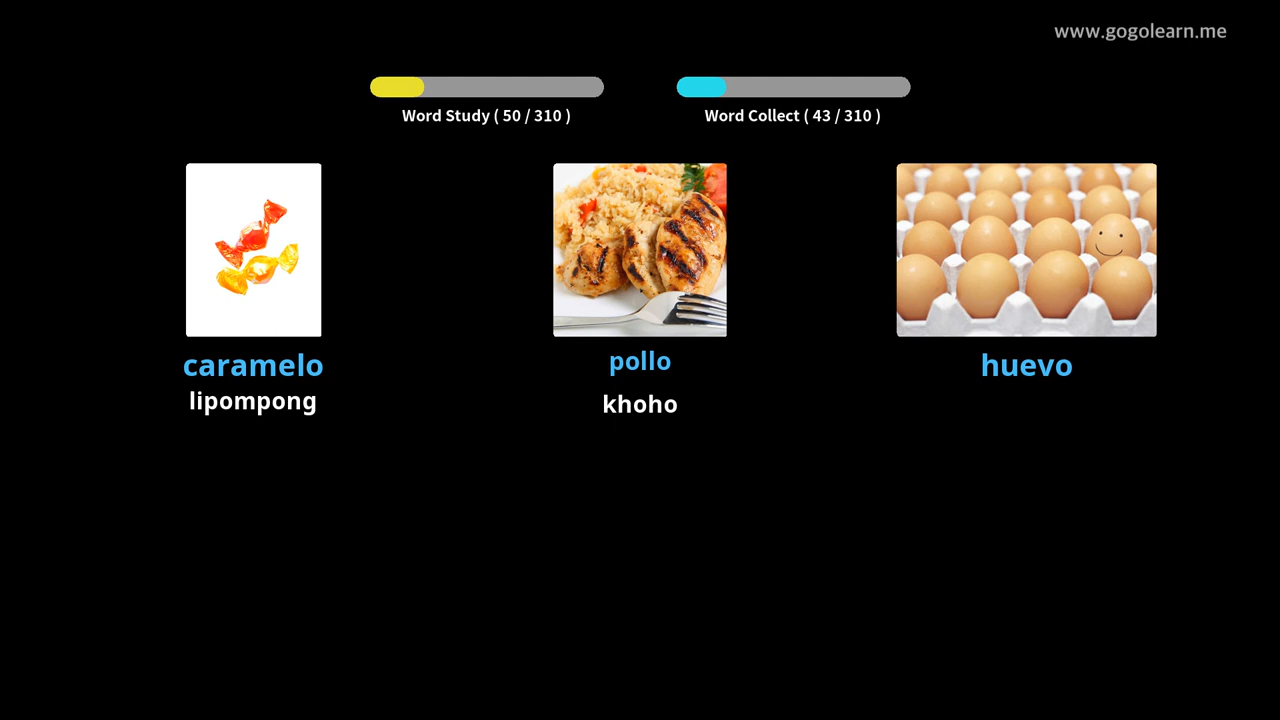 www.gogolearn.me
Word Study ( 50 / 310 )
Word Collect ( 43 / 310 )
caramelo
lipompong
pollo
khoho
huevo